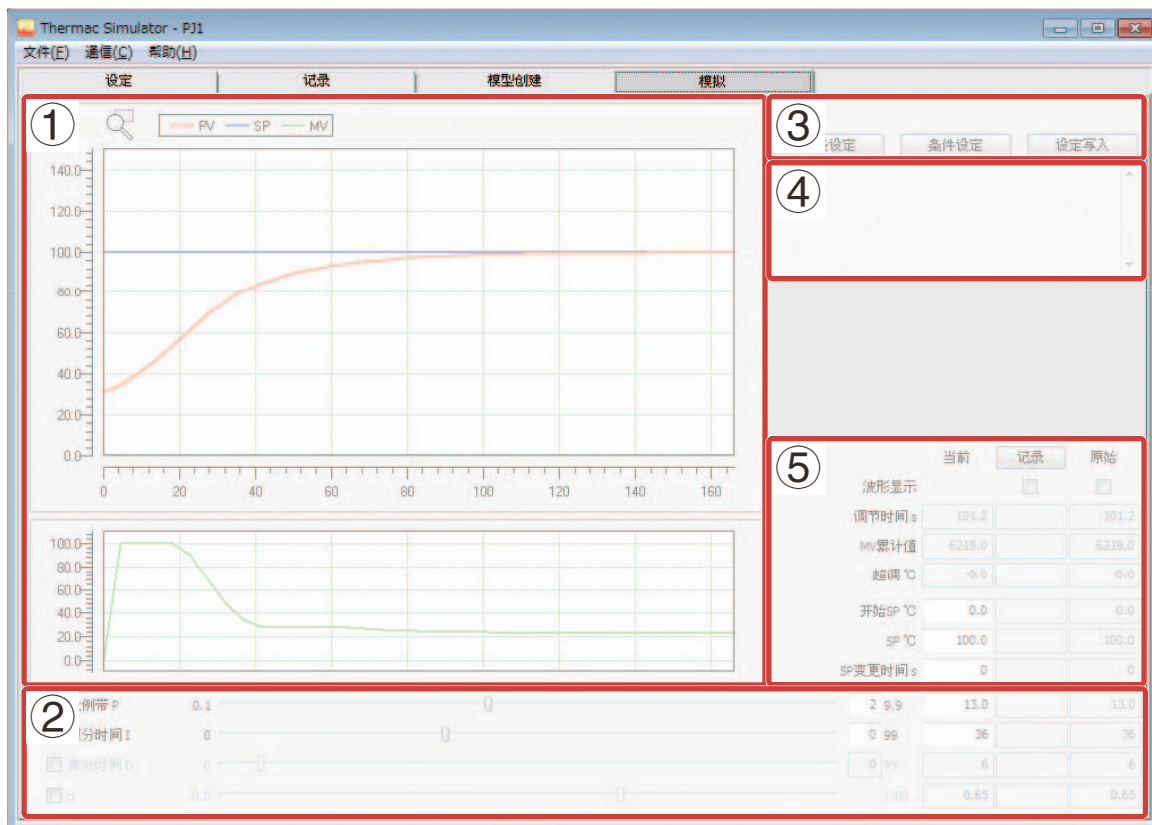 Thermac Simulator - PJ1
文件(F) 通信(C) 帮助(H)
设定 记录 模型创建 模拟
①
PV SP MV
140.0
120.0
100.0
80.0
60.0
40.0
20.0
0.0
0 20 40 60 80 100 120 140 160
100.0
80.0
60.0
40.0
20.0
0.0
③
设定 条件设定 设定写入
④
⑤
当前 记录 原始
波形显示
调节时间 s 101.2 101.2
MV累计值 6219.0 6219.0
超调 ℃ -0.0 -0.0
开始SP ℃ 0.0 0.0
SP ℃ 100.0 100.0
SP变更时间 s 0 0
②
例带 P 0.1 2 9.9 13.0 13.0
分时间 I 0 0 99 36 36
微分时间 D 0 0 99 6 6
d 0.0 1.00 0.65 0.65